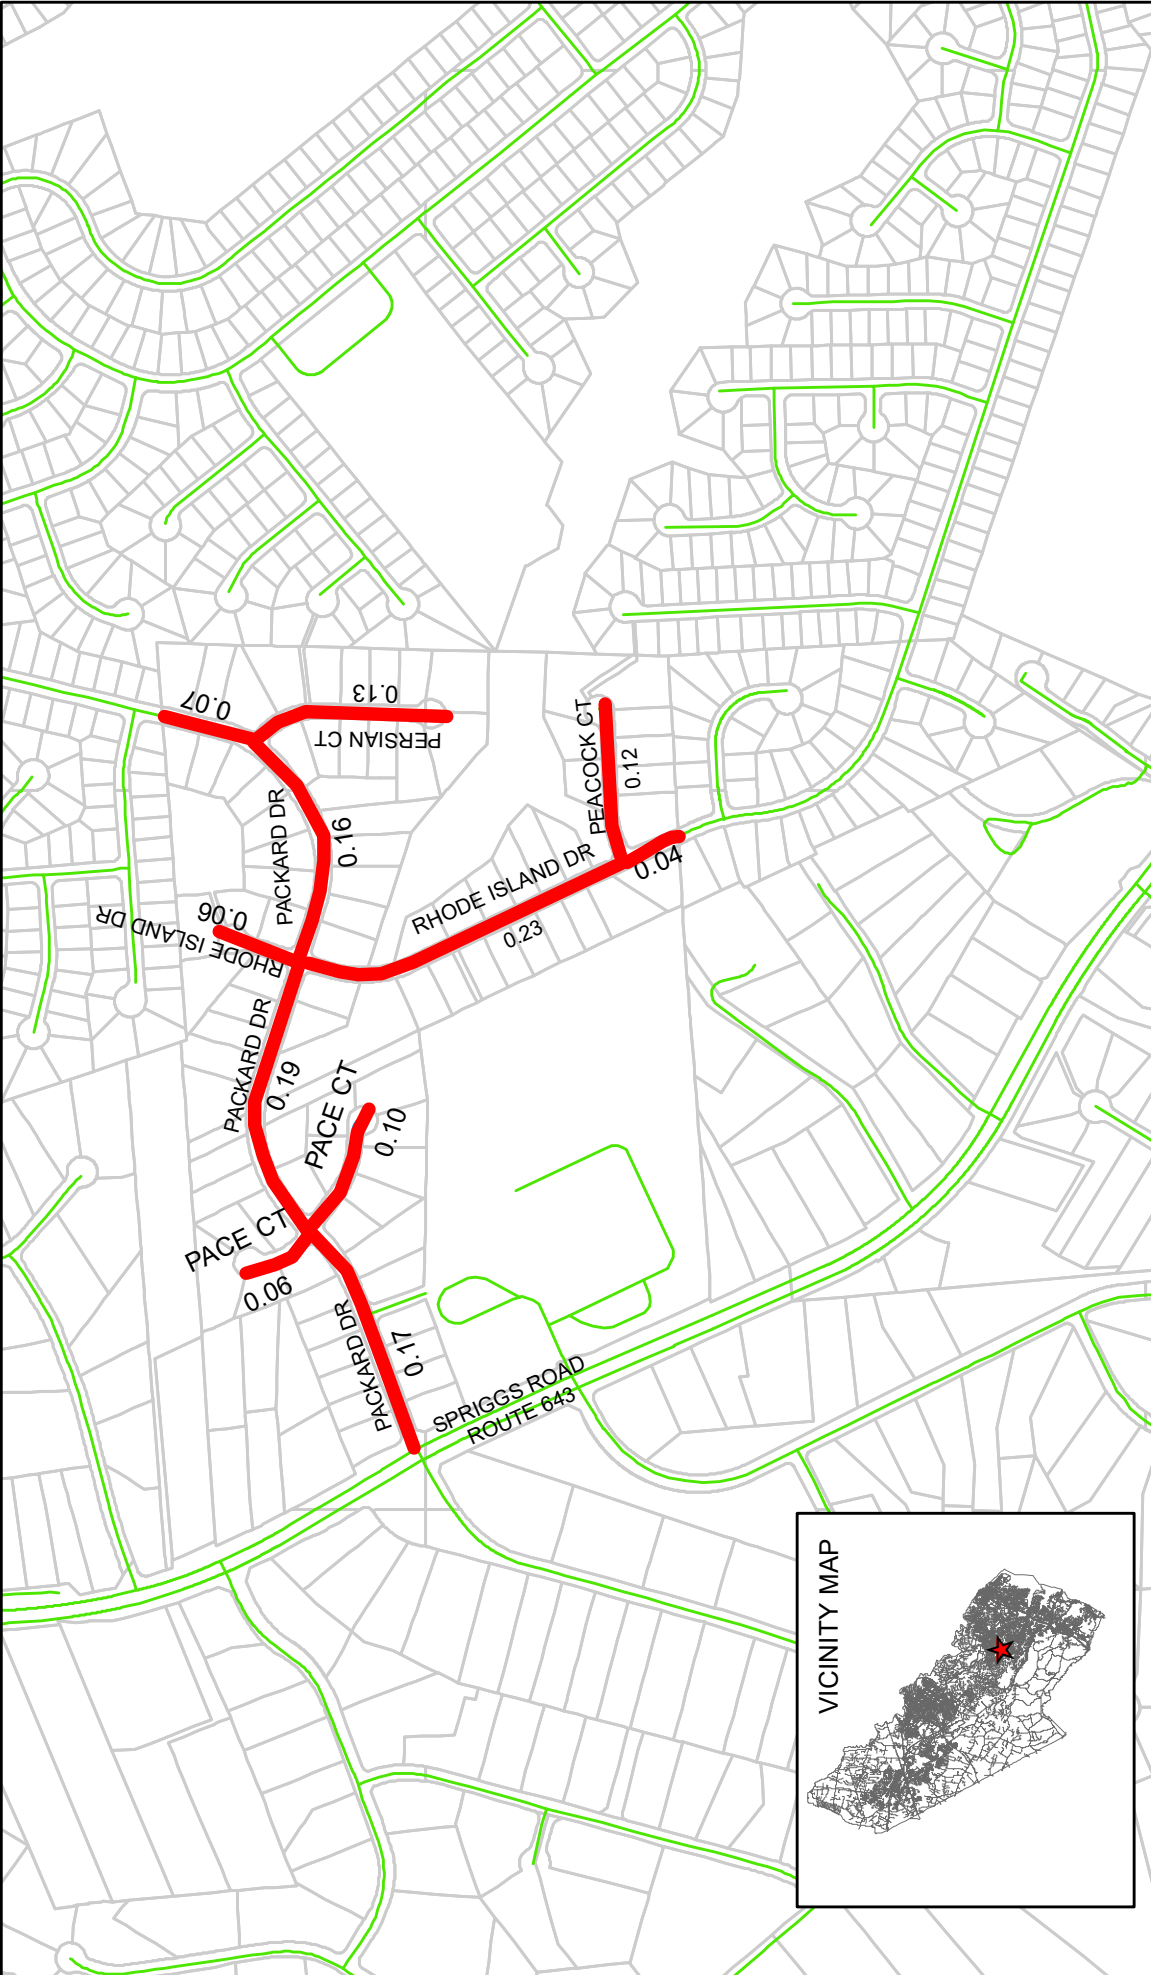 0.07
0.13
PERSIAN CT
PACKARD DR
0.16
PEACOCK CT
0.12
0.04
RHODE ISLAND DR
0.23
0.06
RHODE ISLAND DR
PACKARD DR
0.19
PACE CT
0.10
PACE CT
0.06
PACKARD DR
0.17
SPRIGGS ROAD
ROUTE 643
VICINITY MAP